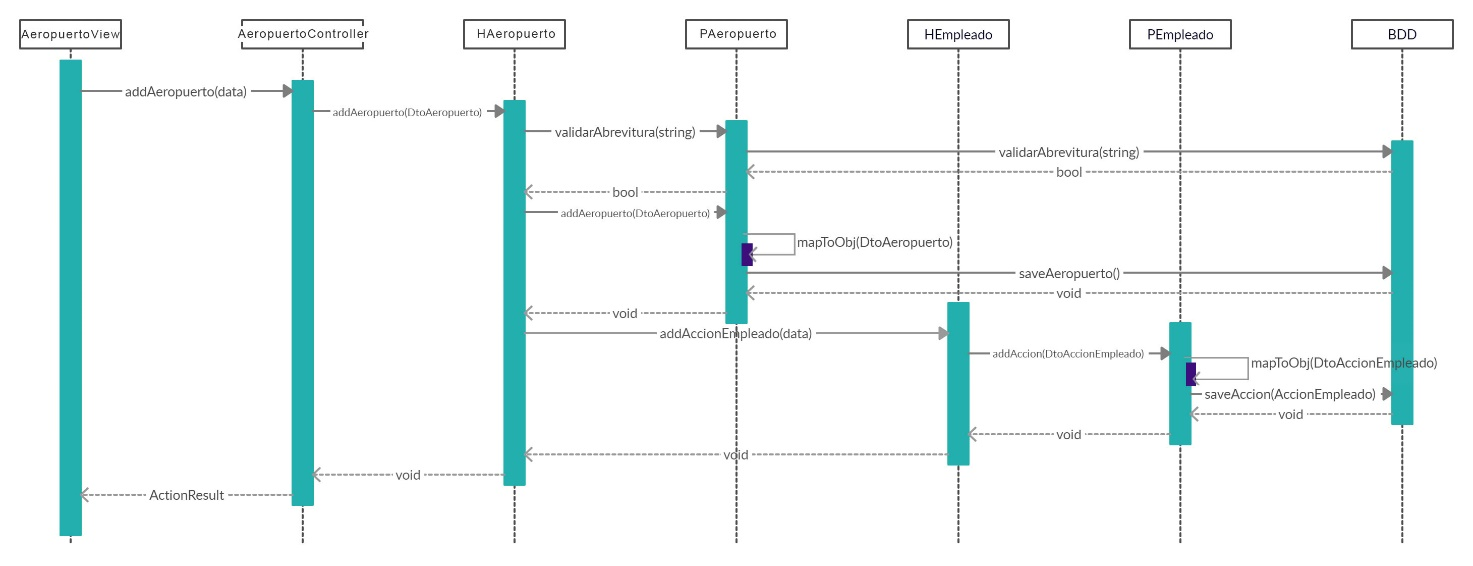 AeropuertoView
AeropuertoController
HAeropuerto
PAeropuerto
HEmpleado
PEmpleado
BDD
addAeropuerto(data)
addAeropuerto(DtoAeropuerto)
validarAbrevitura(string)
validarAbrevitura(string)
bool
bool
addAeropuerto(DtoAeropuerto)
mapToObj(DtoAeropuerto)
saveAeropuerto()
void
void
addAccionEmpleado(data)
addAccion(DtoAccionEmpleado)
mapToObj(DtoAccionEmpleado)
saveAccion(AccionEmpleado)
void
void
void
void
ActionResult